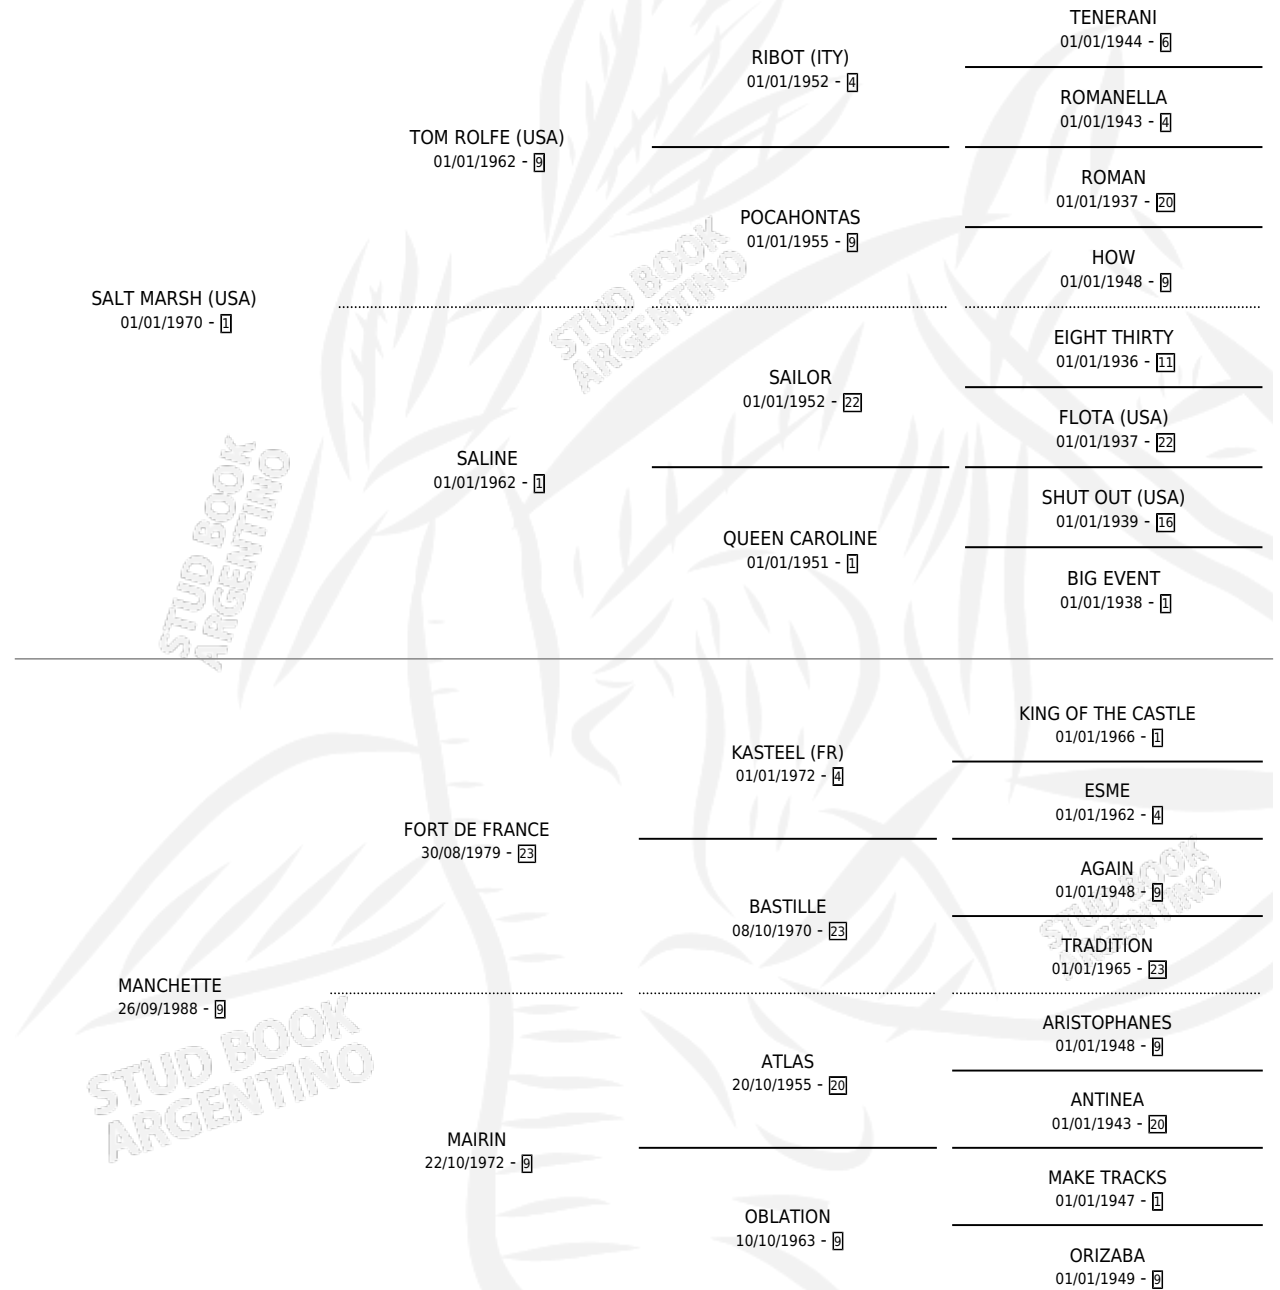 TENERANI
01/01/1944 - 6
RIBOT (ITY)
01/01/1952 - 4
ROMANELLA
01/01/1943 - 4
TOM ROLFE (USA)
01/01/1962 - 9
ROMAN
01/01/1937 - 20
POCAHONTAS
01/01/1955 - 9
HOW
01/01/1948 - 9
SALT MARSH (USA)
01/01/1970 - 1
EIGHT THIRTY
01/01/1936 - 11
SAILOR
01/01/1952 - 22
FLOTA (USA)
01/01/1937 - 22
SALINE
01/01/1962 - 1
SHUT OUT (USA)
01/01/1939 - 16
QUEEN CAROLINE
01/01/1951 - 1
BIG EVENT
01/01/1938 - 1
STUD BOOK
ARGENTINO
STUD BOOK
ARGENTINO
KING OF THE CASTLE
01/01/1966 - 1
KASTEEL (FR)
01/01/1972 - 4
ESME
01/01/1962 - 4
FORT DE FRANCE
30/08/1979 - 23
AGAIN
01/01/1948 - 9
BASTILLE
08/10/1970 - 23
TRADITION
01/01/1965 - 23
MANCHETTE
26/09/1988 - 9
ARISTOPHANES
01/01/1948 - 9
ATLAS
20/10/1955 - 20
ANTINEA
01/01/1943 - 20
MAIRIN
22/10/1972 - 9
MAKE TRACKS
01/01/1947 - 1
OBLATION
10/10/1963 - 9
ORIZABA
01/01/1949 - 9
STUD BOOK
ARGENTINO
STUD BOOK
ARGENTINO